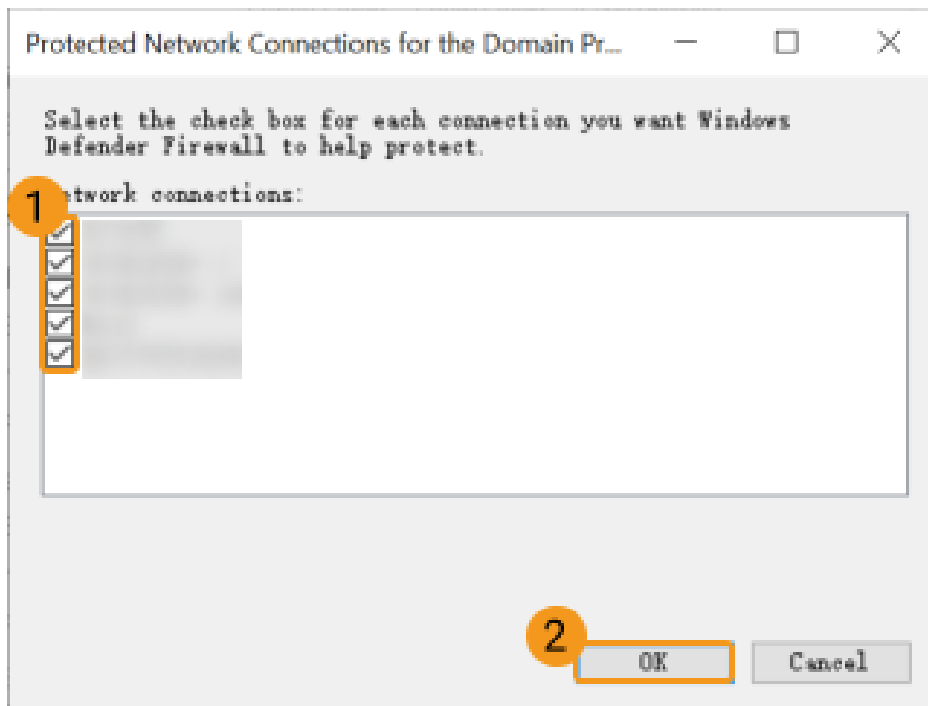 Protected Network Connections for the Domain Pr...
Select the check box for each connection you want Windows
Defender Firewall to help protect.
connections:
1
2
OK
Cancel